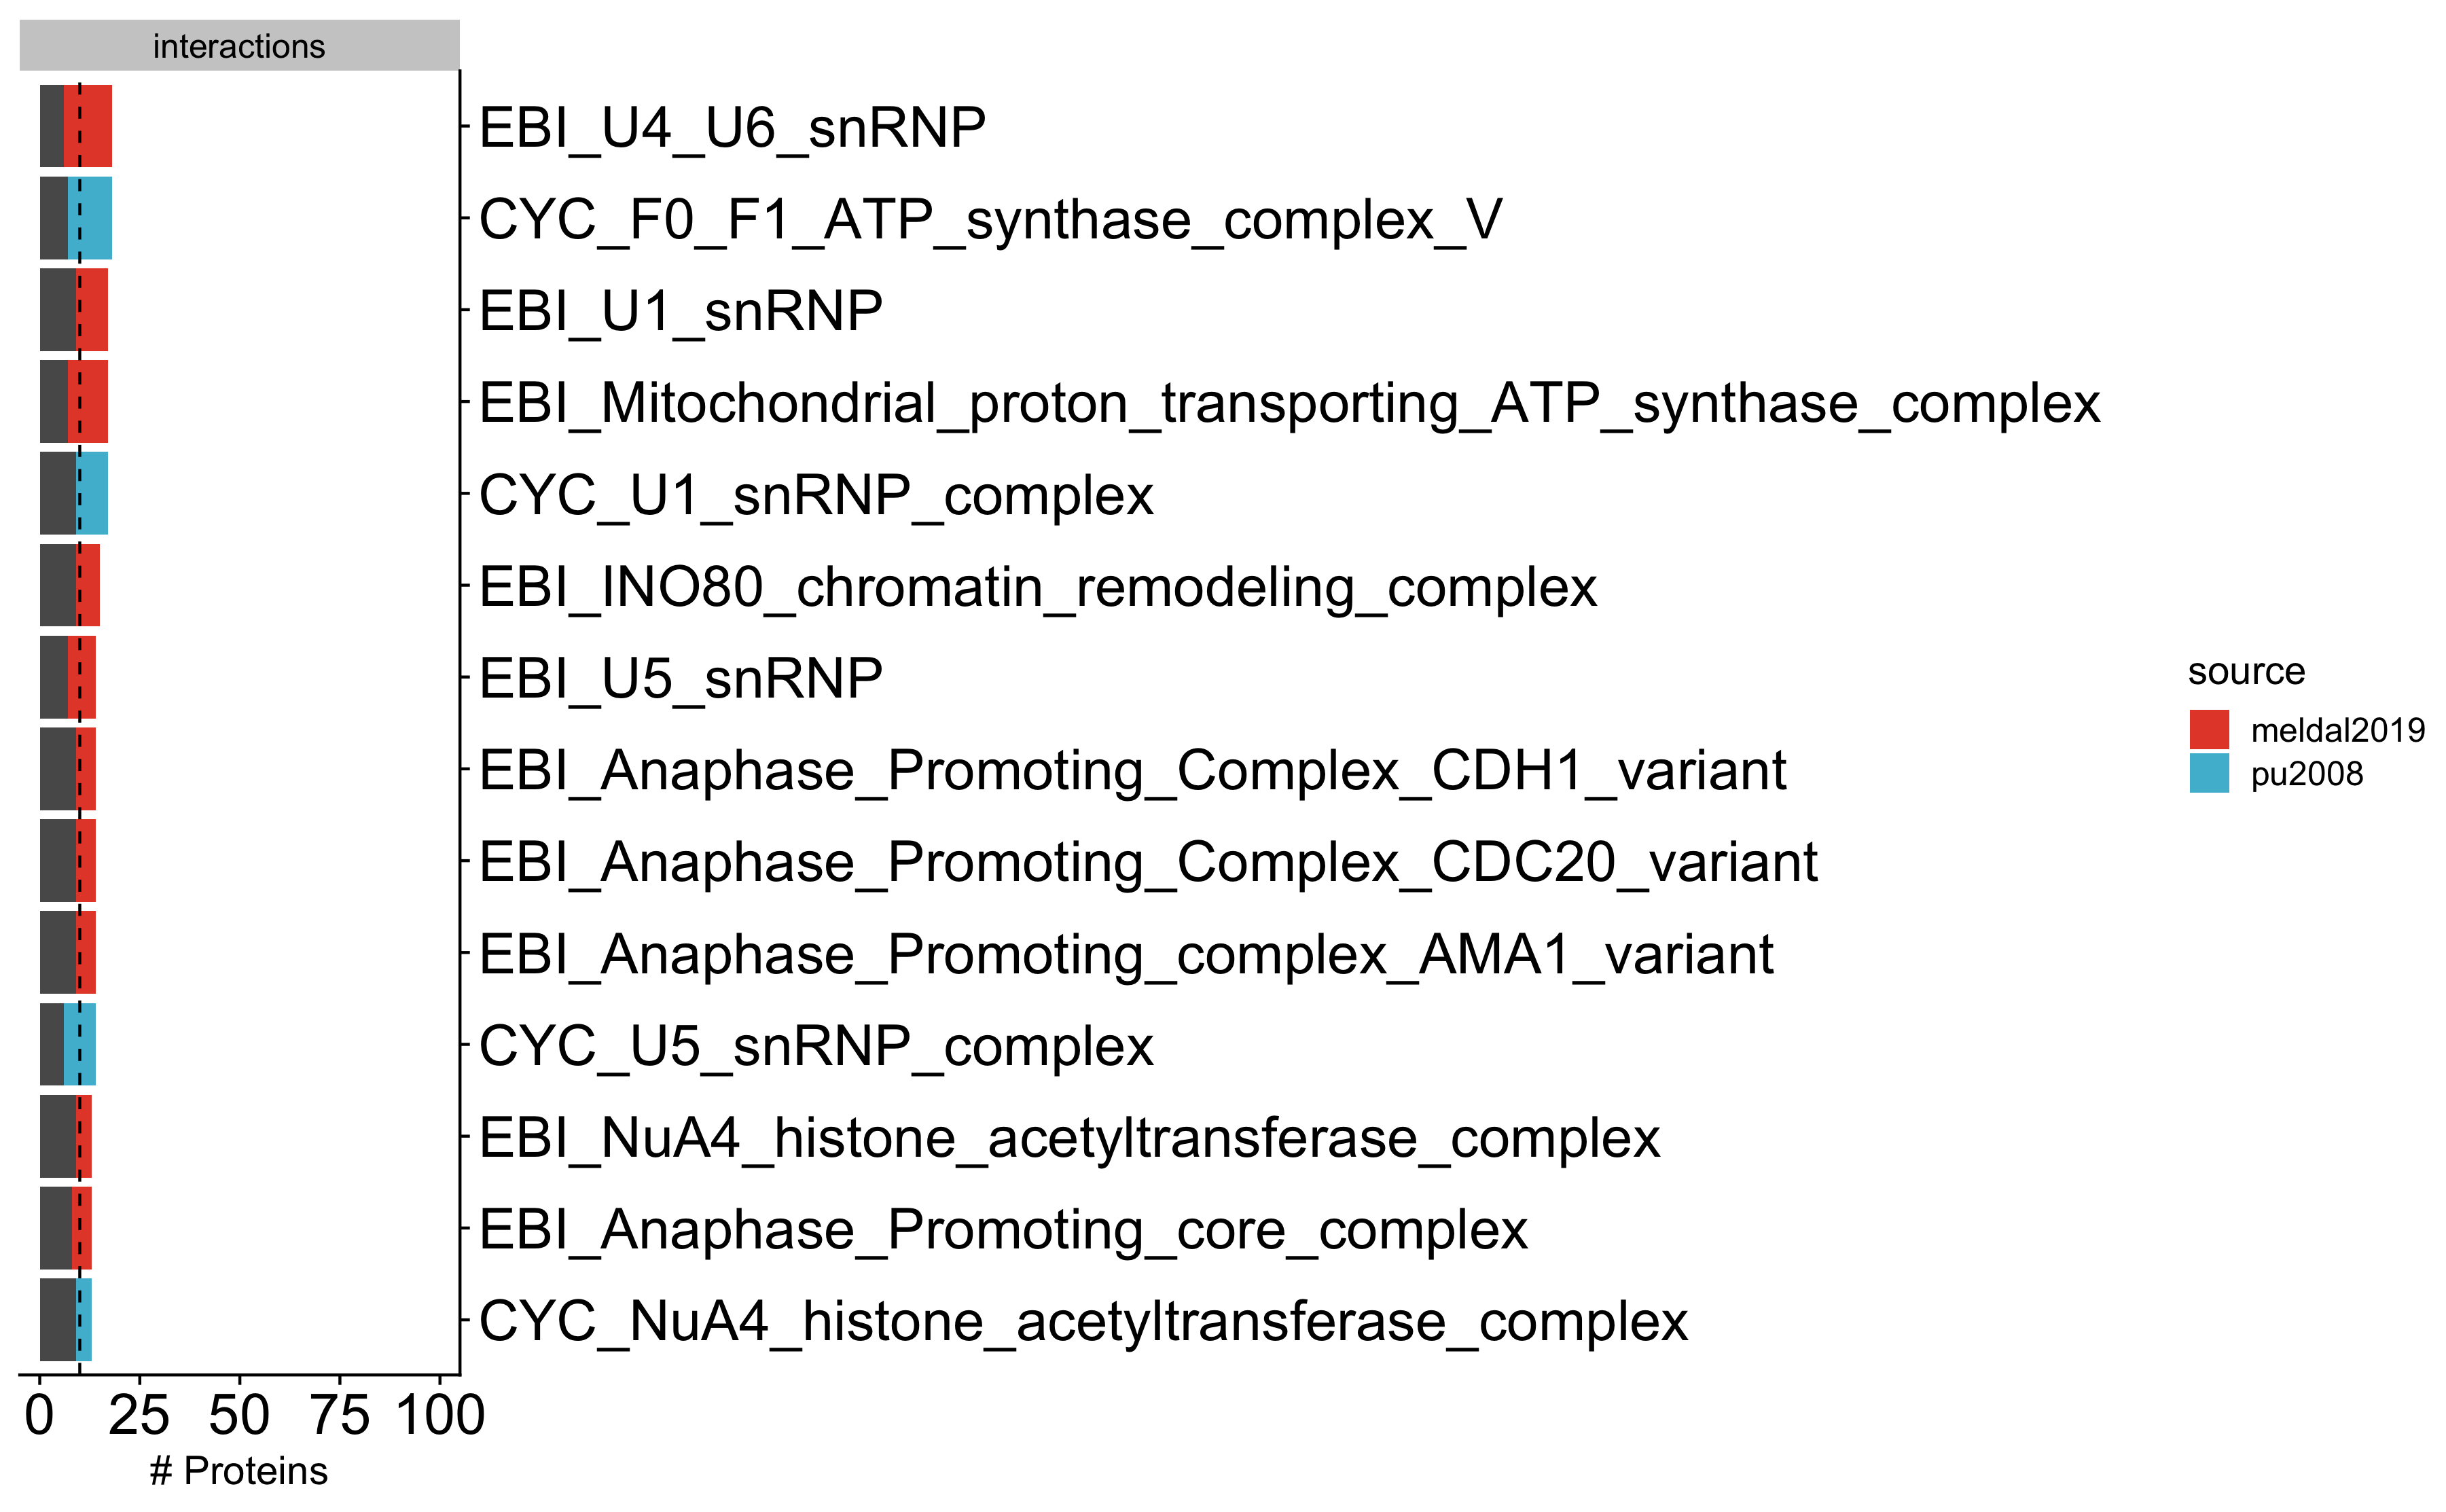 interactions
EBI_U4_U6_snRNP
CYC_F0_F1_ATP_synthase_complex_V
EBI_U1_snRNP
EBI_Mitochondrial_proton_transporting_ATP_synthase_complex
CYC_U1_snRNP_complex
EBI_INO80_chromatin_remodeling_complex
EBI_U5_snRNP
EBI_Anaphase_Promoting_Complex_CDH1_variant
EBI_Anaphase_Promoting_Complex_CDC20_variant
EBI_Anaphase_Promoting_complex_AMA1_variant
CYC_U5_snRNP_complex
EBI_NuA4_histone_acetyltransferase_complex
EBI_Anaphase_Promoting_core_complex
CYC_NuA4_histone_acetyltransferase_complex
0 25 50 75 100
# Proteins
source
meldal2019
pu2008